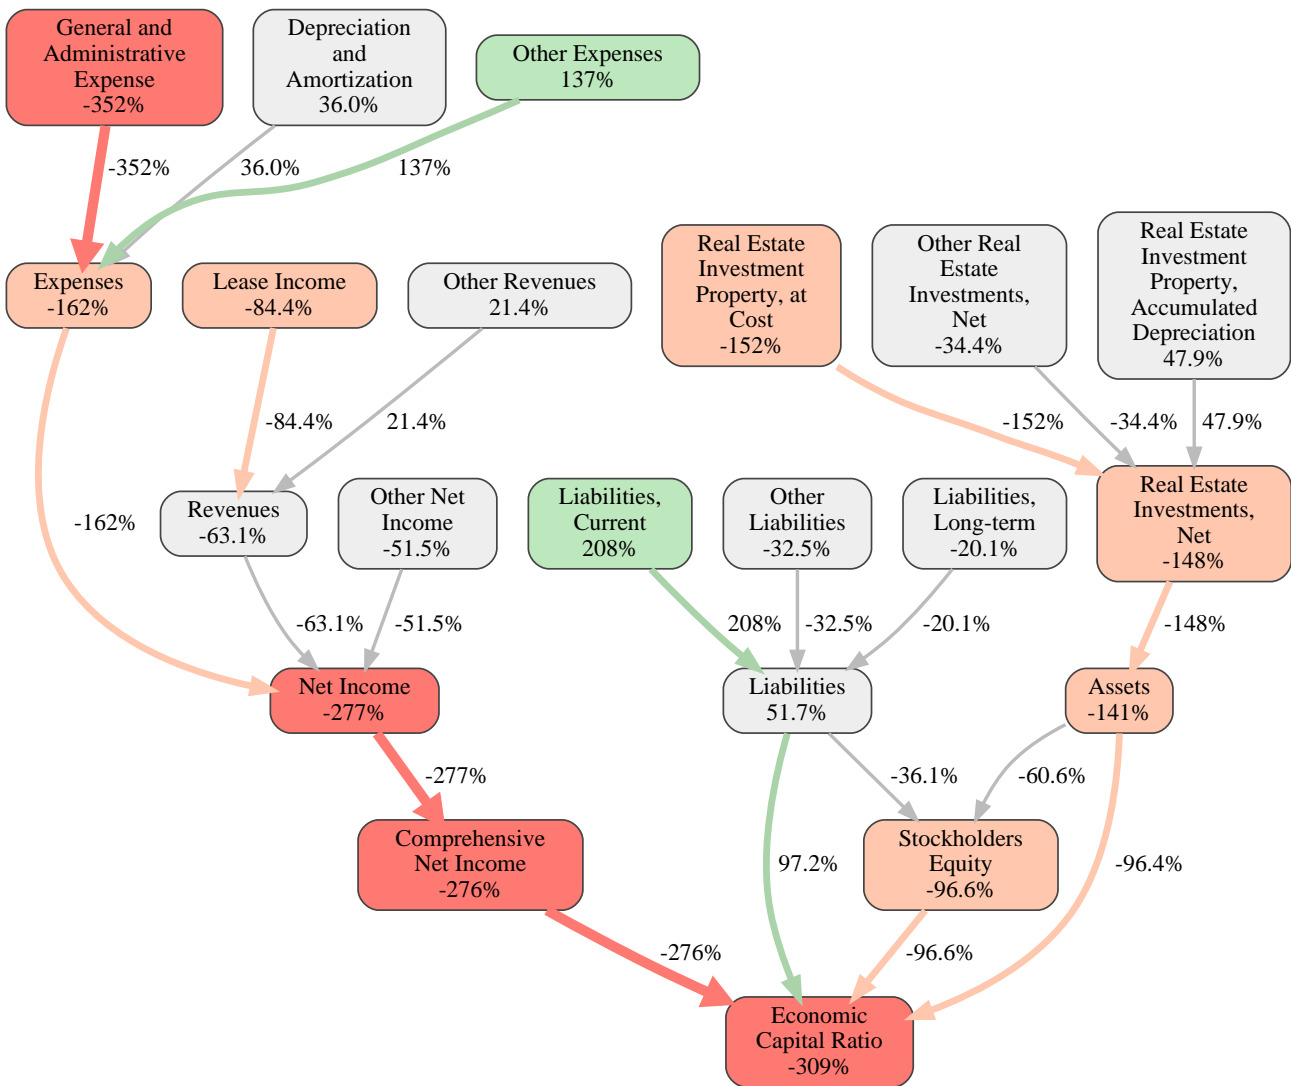 General and
Administrative
Expense
-352%
Depreciation
and
Amortization
36.0%
Other Expenses
137%
-352%
36.0%
137%
Expenses
-162%
Lease Income
-84.4%
Other Revenues
21.4%
Real Estate
Investment
Property, at
Cost
-152%
Other Real
Estate
Investments,
Net
-34.4%
Real Estate
Investment
Property,
Accumulated
Depreciation
47.9%
-84.4%
21.4%
-152%
-34.4%
47.9%
-162%
Revenues
-63.1%
Other Net
Income
-51.5%
Liabilities,
Current
208%
Other
Liabilities
-32.5%
Liabilities,
Long-term
-20.1%
Real Estate
Investments,
Net
-148%
-63.1%
-51.5%
208%
-32.5%
-20.1%
-148%
Net Income
-277%
Liabilities
51.7%
Assets
-141%
-277%
-36.1%
-60.6%
Comprehensive
Net Income
-276%
97.2%
Stockholders
Equity
-96.6%
-96.4%
-276%
-96.6%
Economic
Capital Ratio
-309%